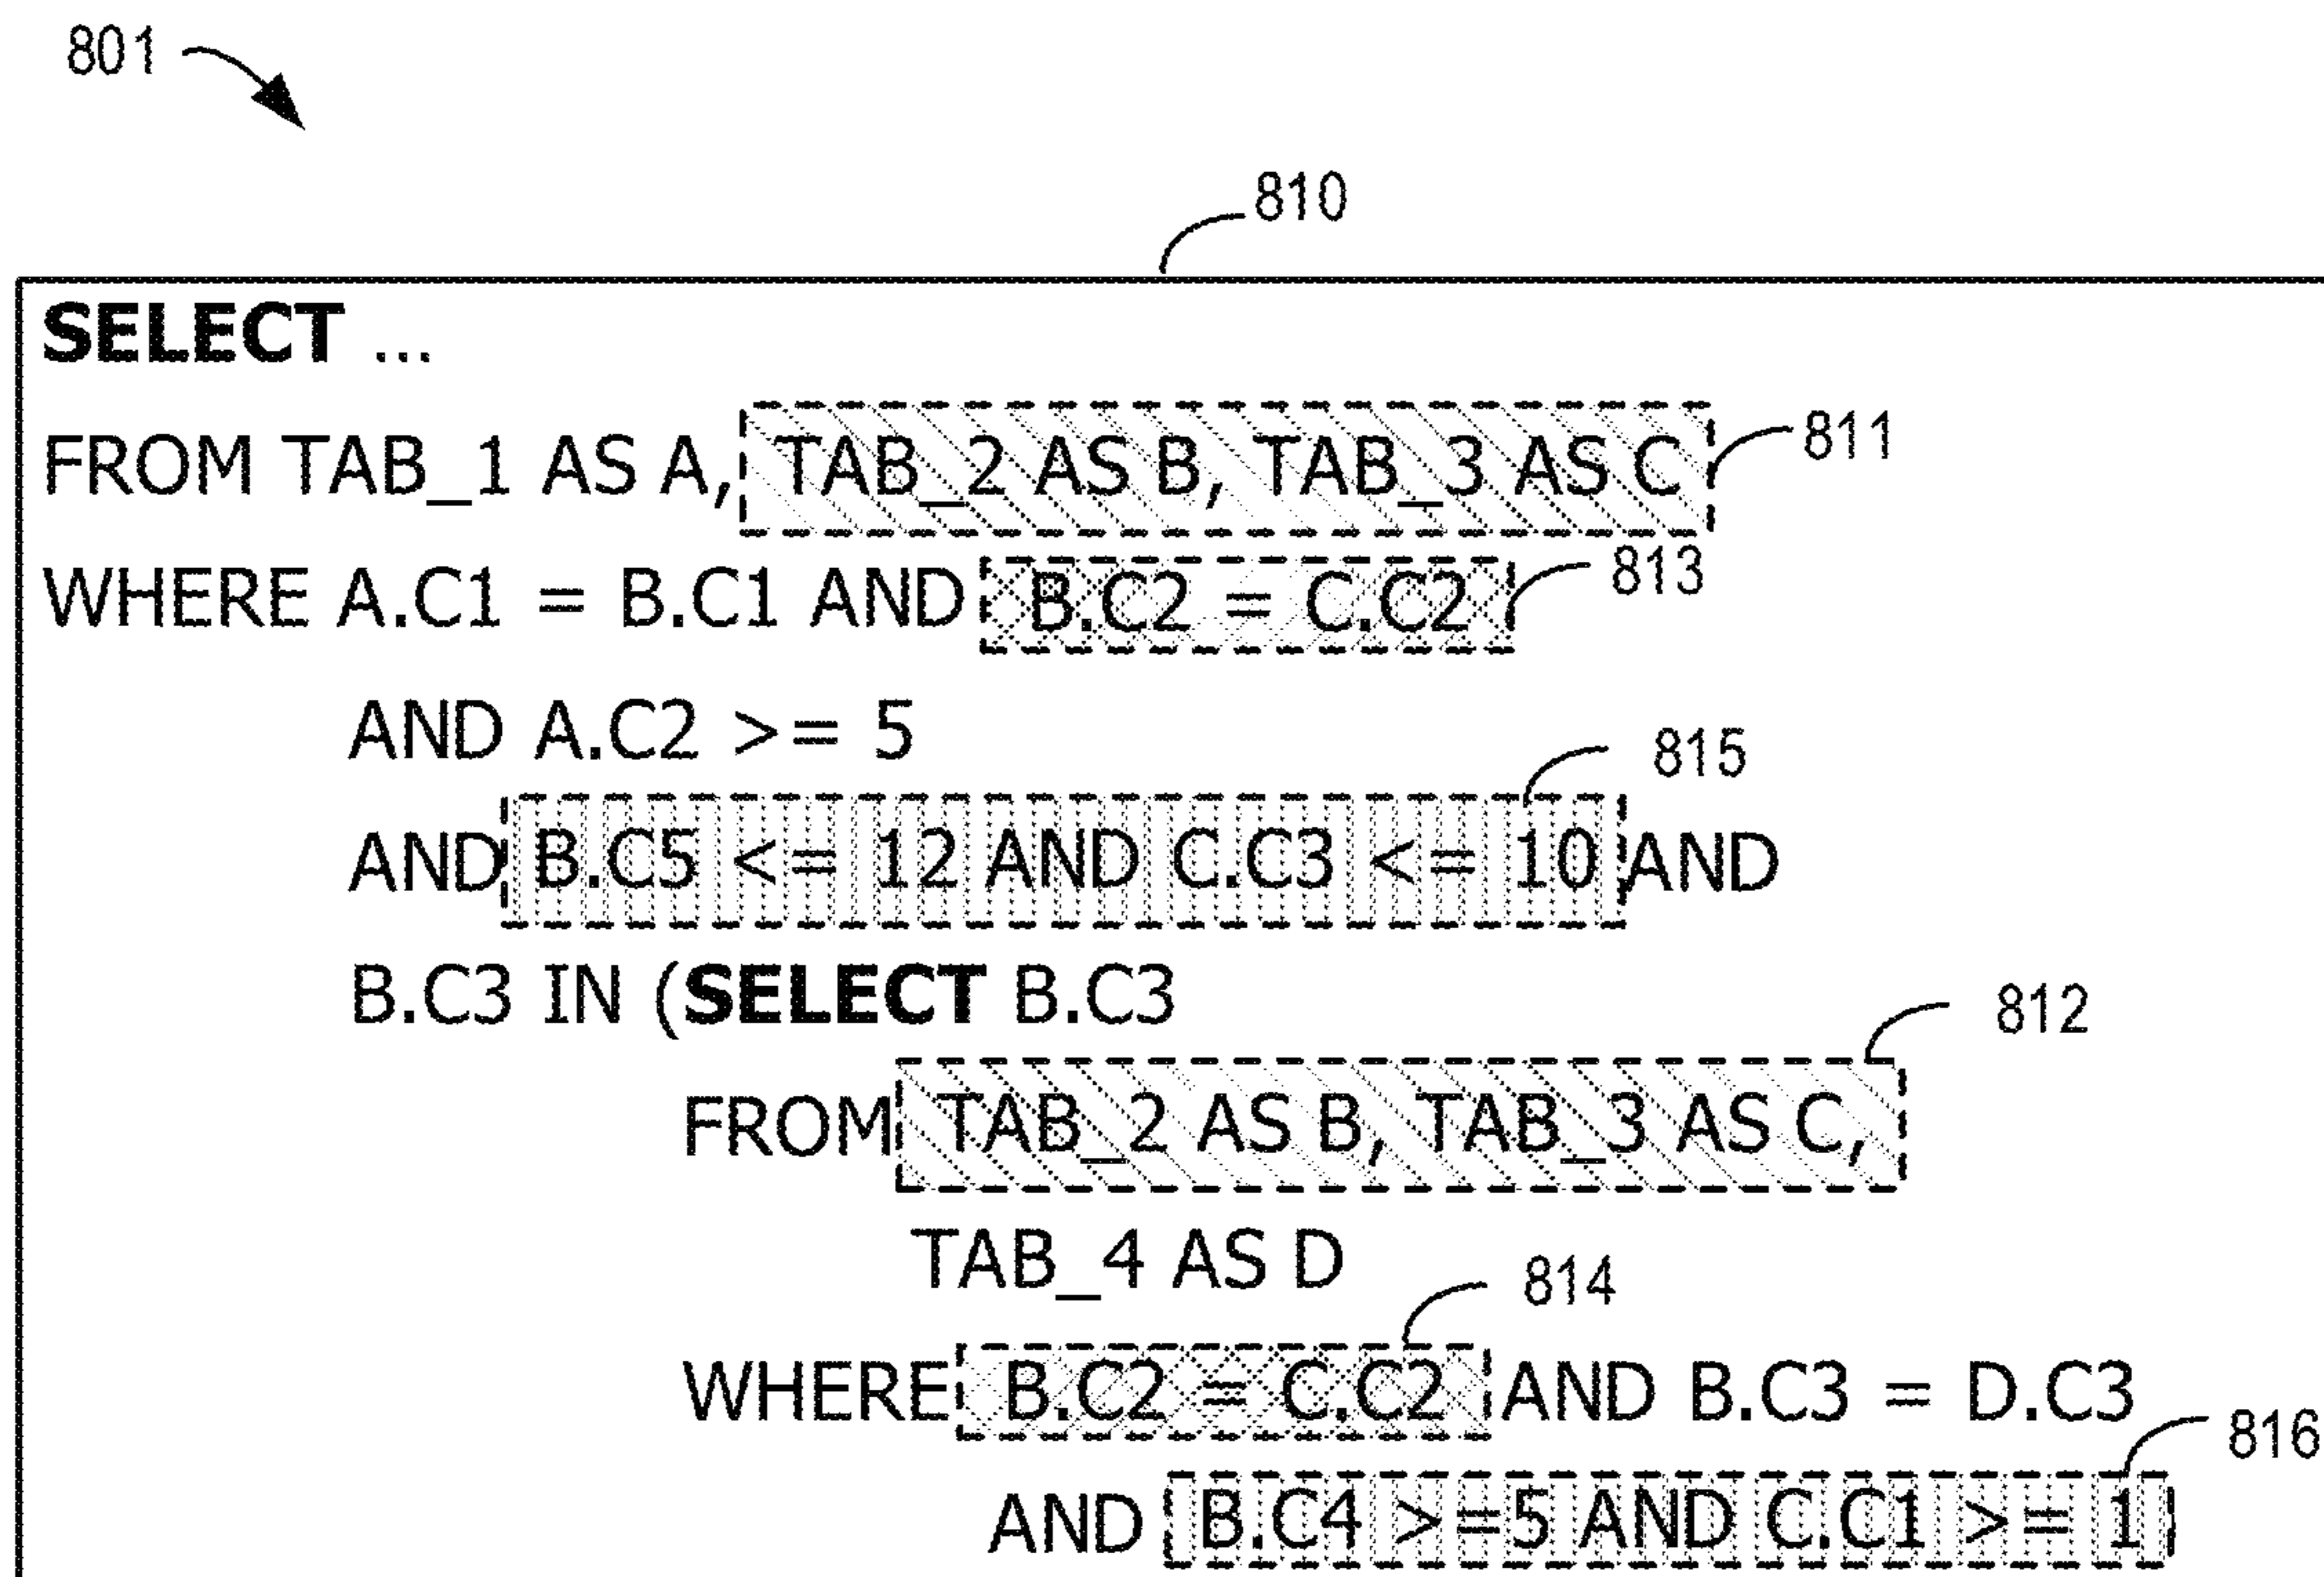 801
810
SELECT ...
FROM TAB_1 AS A, TAB_2 AS B, TAB_3 AS C 811
WHERE A.C1 = B.C1 AND B.C2 = C.C2 813
AND A.C2 >= 5
815
AND B.C5 <= 12 AND C.C3 <= 10 AND
B.C3 IN (SELECT B.C3
812
FROM TAB_2 AS B, TAB_3 AS C,
TAB_4 AS D
814
WHERE B.C2 = C.C2 AND B.C3 = D.C3
816
AND B.C4 >=5 AND C.C1 >= 1